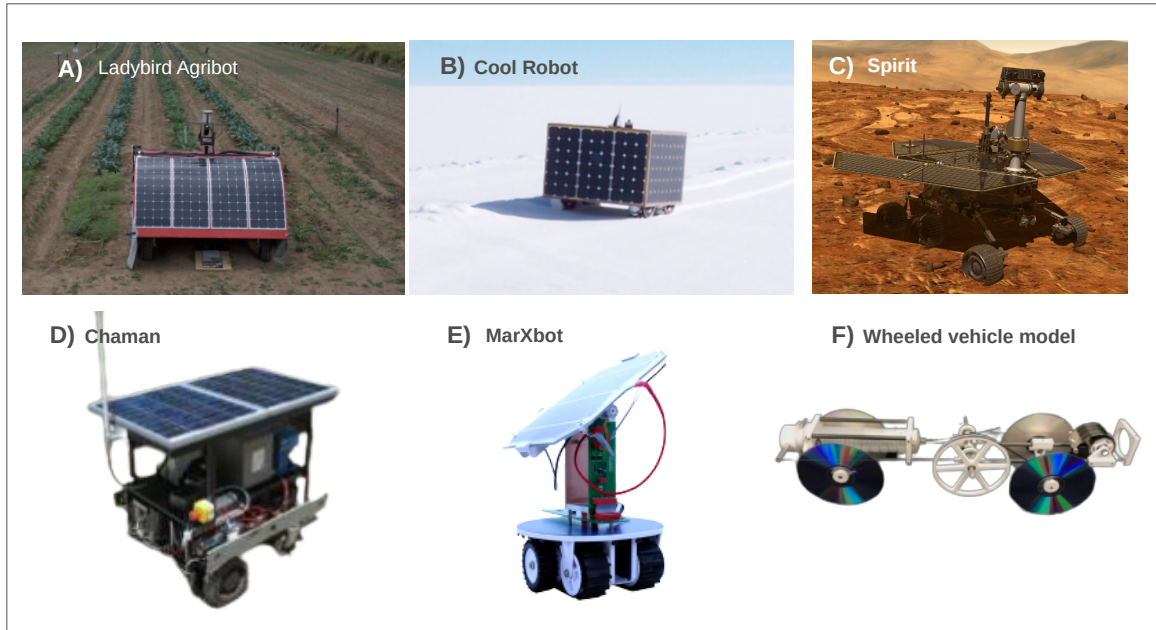 A) Ladybird Agribot
B) Cool Robot
C) Spirit
D) Chaman
E) MarXbot
F) Wheeled vehicle model